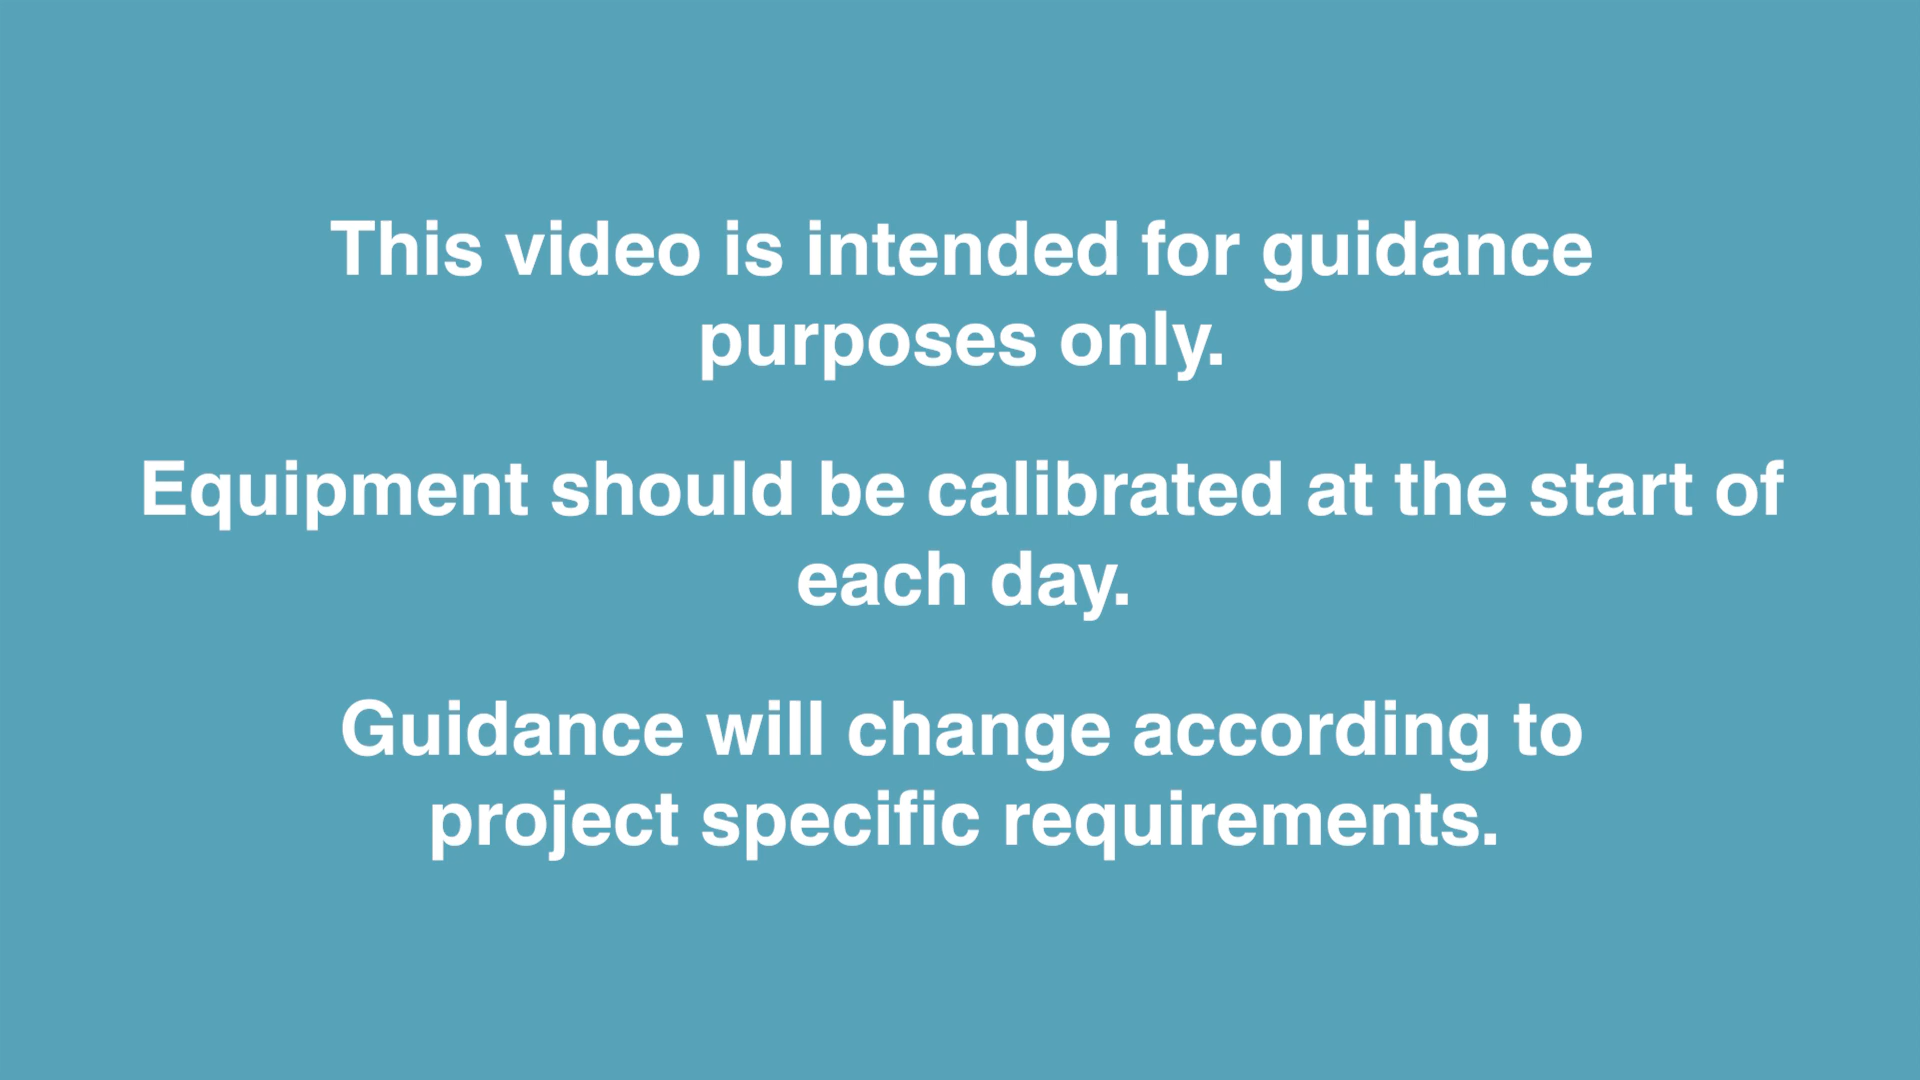 This video is intended for guidance
purposes only.
Equipment should be calibrated at the start of
each day.
Guidance will change according to
project specific requirements.